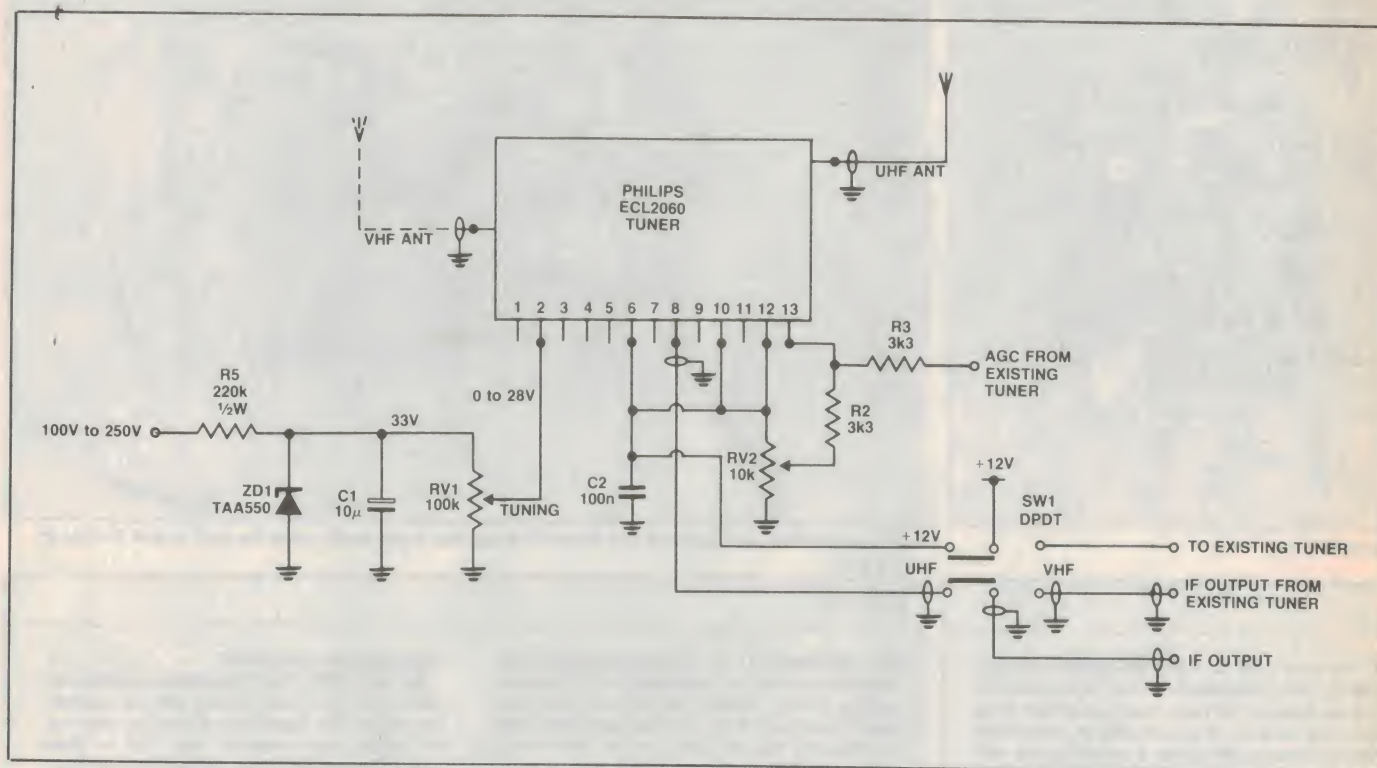 PHILIPS
ECL2060
TUNER
UHF ANT
VHF ANT
1 2 3 4 5 6 7 8 9 10 11 12 13
R3
3k3
AGC FROM
EXISTING
TUNER
R5
220k
½W
0 to 28V
R2
3k3
100V to 250V
33V
ZD1
TAA550
C1
10µ
RV1
100k
TUNING
C2
100n
RV2
10k
+12V
SW1
DPDT
+12V
TO EXISTING TUNER
UHF
VHF
IF OUTPUT FROM
EXISTING TUNER
IF OUTPUT